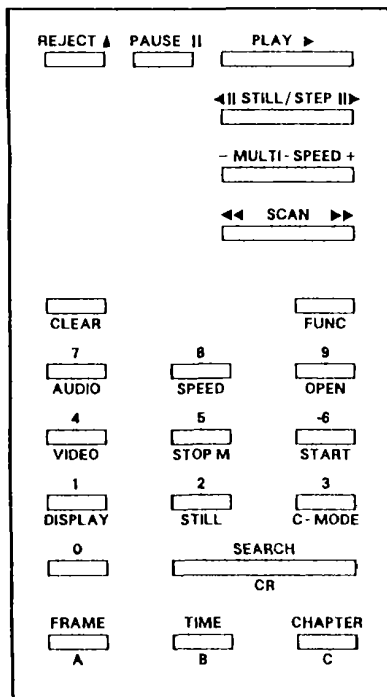 REJECT ▲ PAUSE II PLAY ▶
◀II STILL/STEP II▶
- MULTI-SPEED +
◀◀ SCAN ▶▶
CLEAR FUNC
7 8 9
AUDIO SPEED OPEN
4 5 -6
VIDEO STOP M START
1 2 3
DISPLAY STILL C-MODE
0 SEARCH
CR
FRAME TIME CHAPTER
A B C